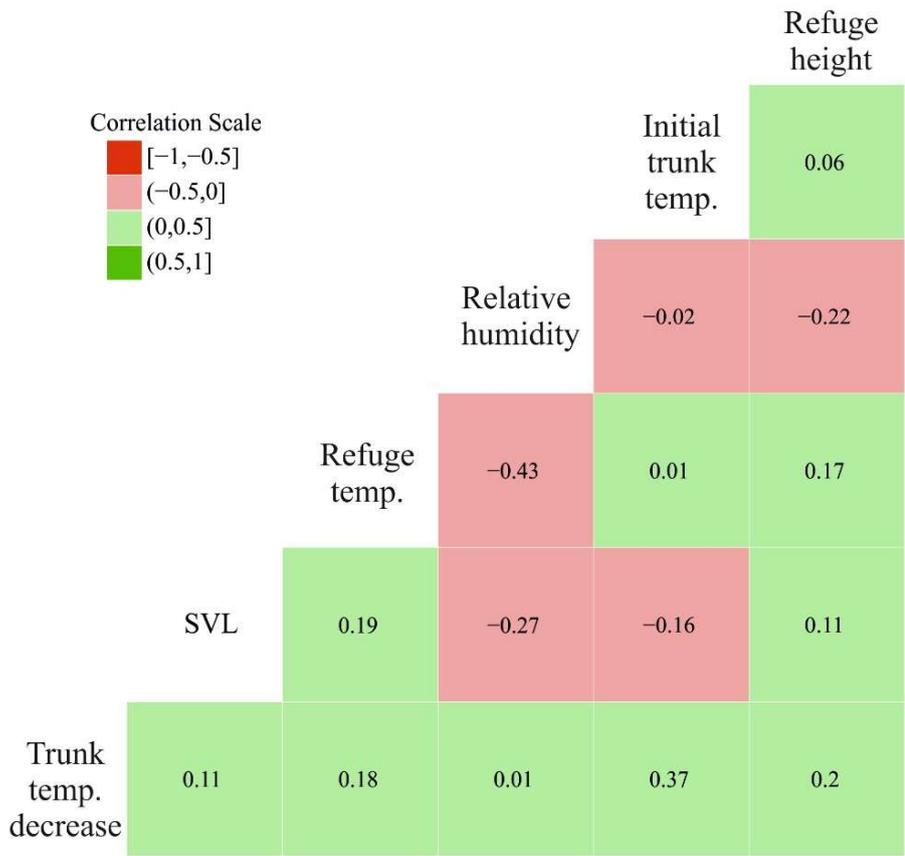 Refuge
height
Correlation Scale
[−1,−0.5]
(−0.5,0]
(0,0.5]
(0.5,1]
Initial
trunk
temp.
0.06
Relative
humidity
−0.02
−0.22
Refuge
temp.
−0.43
0.01
0.17
SVL
0.19
−0.27
−0.16
0.11
Trunk
temp.
decrease
0.11
0.18
0.01
0.37
0.2